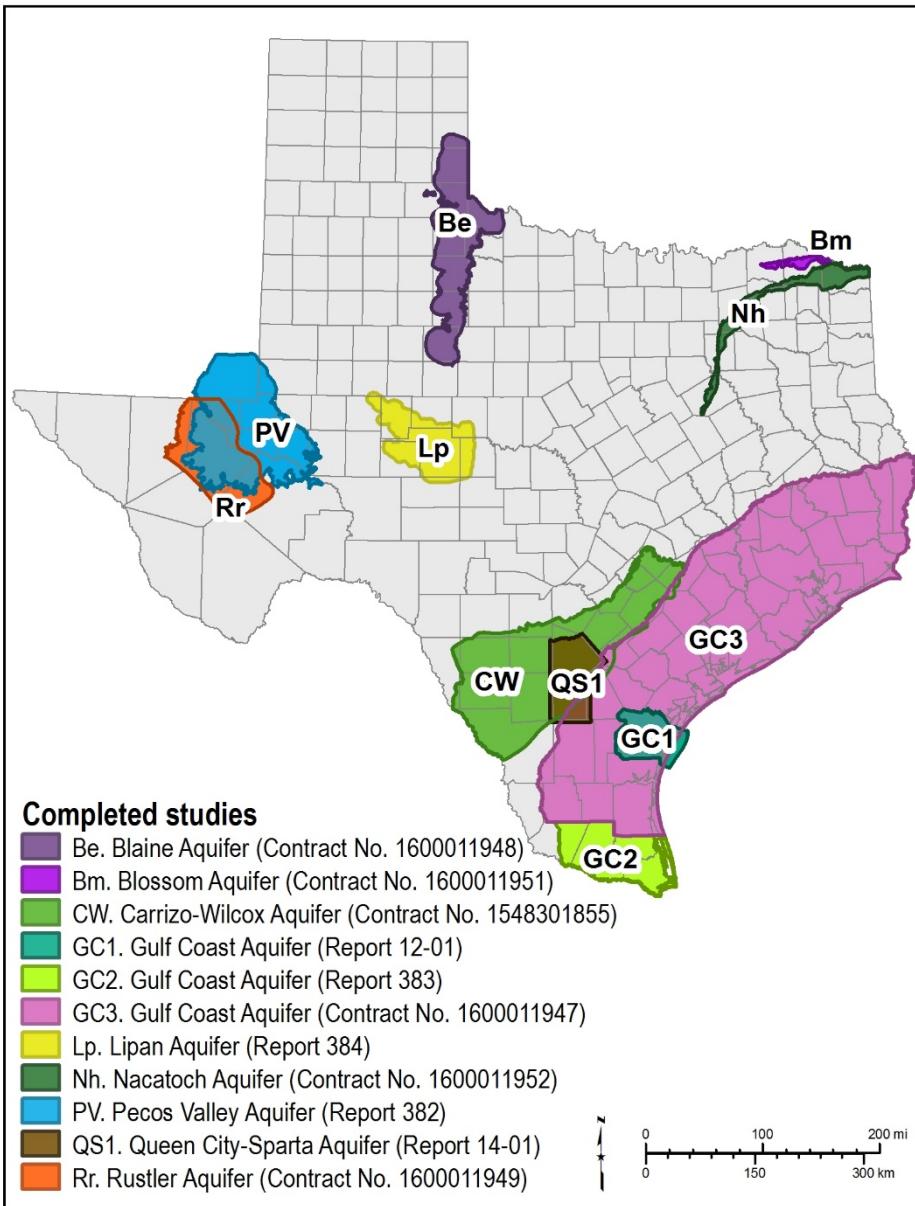 Be
Bm
Nh
PV
Lp
Rr
GC3
CW
QS1
GC1
GC2
Completed studies
Be. Blaine Aquifer (Contract No. 1600011948)
Bm. Blossom Aquifer (Contract No. 1600011951)
CW. Carrizo-Wilcox Aquifer (Contract No. 1548301855)
GC1. Gulf Coast Aquifer (Report 12-01)
GC2. Gulf Coast Aquifer (Report 383)
GC3. Gulf Coast Aquifer (Contract No. 1600011947)
Lp. Lipan Aquifer (Report 384)
Nh. Nacatoch Aquifer (Contract No. 1600011952)
PV. Pecos Valley Aquifer (Report 382)
QS1. Queen City-Sparta Aquifer (Report 14-01)
Rr. Rustler Aquifer (Contract No. 1600011949)
N
0 100 200 mi
0 150 300 km